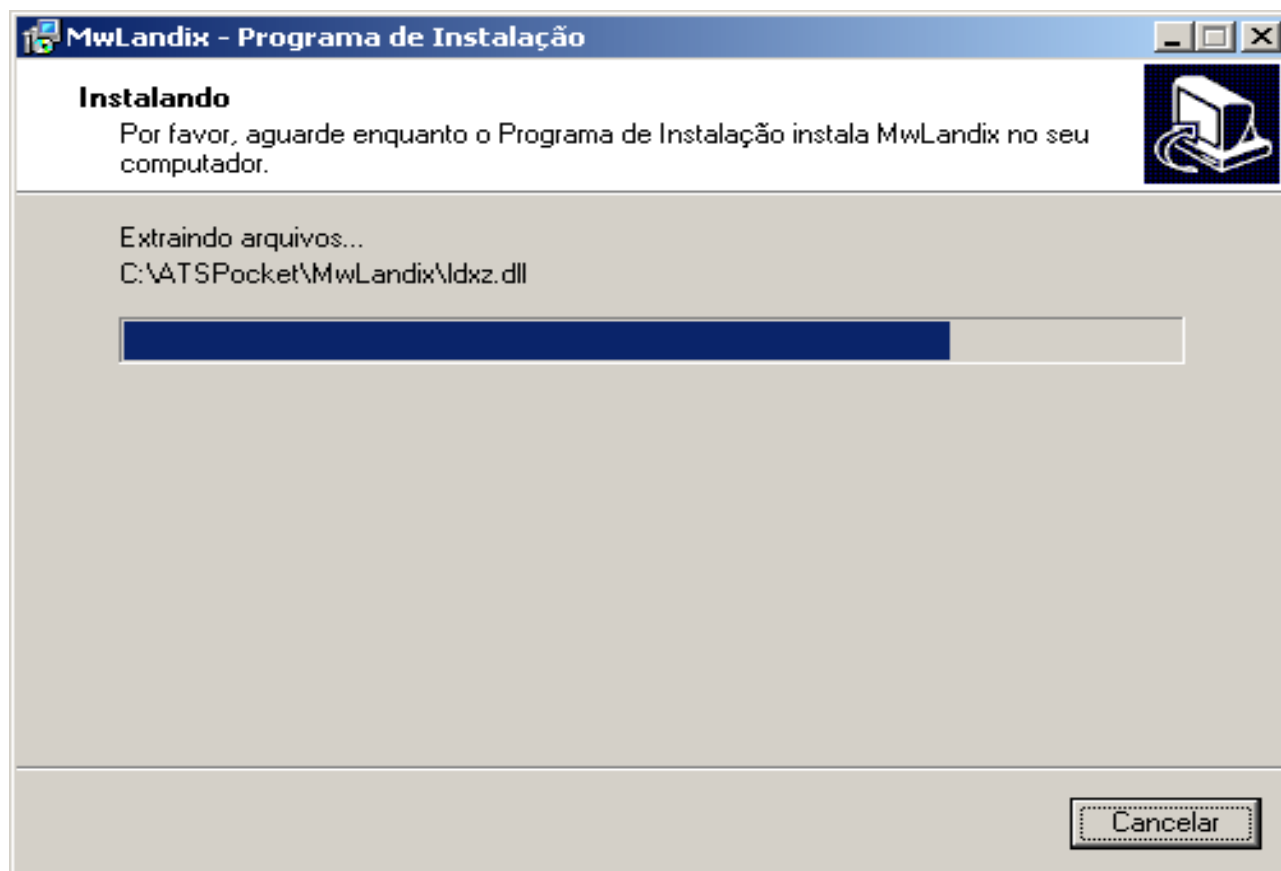 MwLandix - Programa de Instalação
Instalando
Por favor, aguarde enquanto o Programa de Instalação instala MwLandix no seu
computador.
Extraindo arquivos...
C:\ATSPocket\MwLandix\ldxz.dll
Cancelar